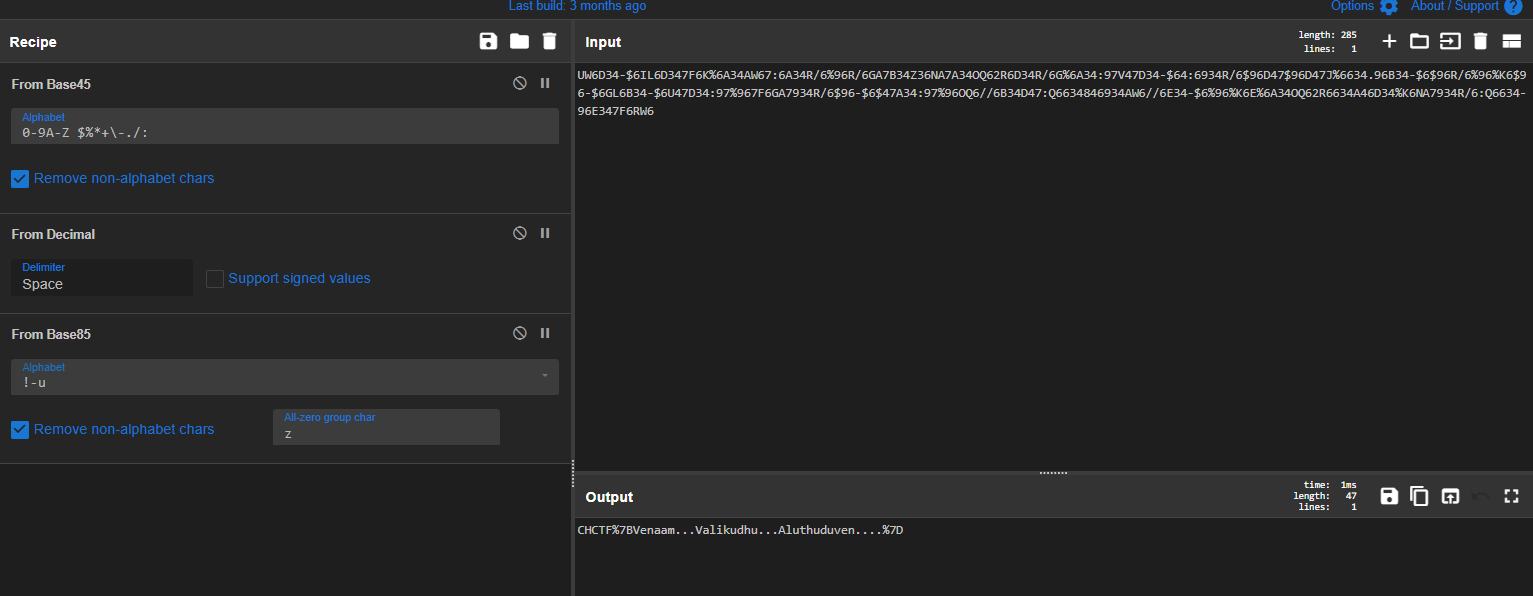 Last build: 3 months ago
Options
About / Support
Recipe
From Base45
Alphabet
0-9A-Z $%*+\-./:
Remove non-alphabet chars
From Decimal
Delimiter
Space
Support signed values
From Base85
Alphabet
!-u
Remove non-alphabet chars
All-zero group char
z
Input
length: 285
lines: 1
UW6D34-$6IL6D347F6K%6A34AW67:6A34R/6%96R/6GA7B34Z36NA7A34OQ62R6D34R/6G%6A34:97V47D34-$64:6934R/6$96D47$96D47J%6634.96B34-$6$96R/6%96%K6$9
6-$6GL6B34-$6U47D34:97%967F6GA7934R/6$96-$6$47A34:97%96OQ6//6B34D47:Q6634846934AW6//6E34-$6%96%K6E%6A34OQ62R6634A46D34%K6NA7934R/6:Q6634-
96E347F6RW6
Output
time: 1ms
length: 47
lines: 1
CHCTF%7BVenaam...Valikudhu...Aluthuduven....%7D